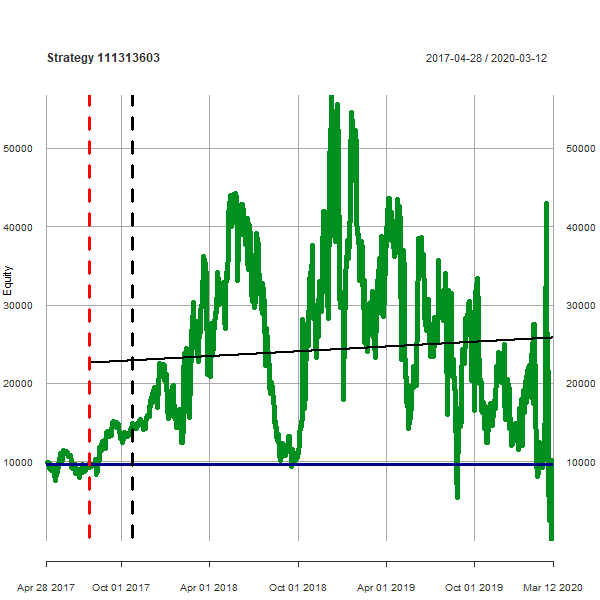 Strategy 111313603 2017-04-28 / 2020-03-12
50000 50000
40000 40000
Equity
30000 30000
20000 20000
10000 10000
Apr 28 2017 Oct 01 2017 Apr 01 2018 Oct 01 2018 Apr 01 2019 Oct 01 2019 Mar 12 2020